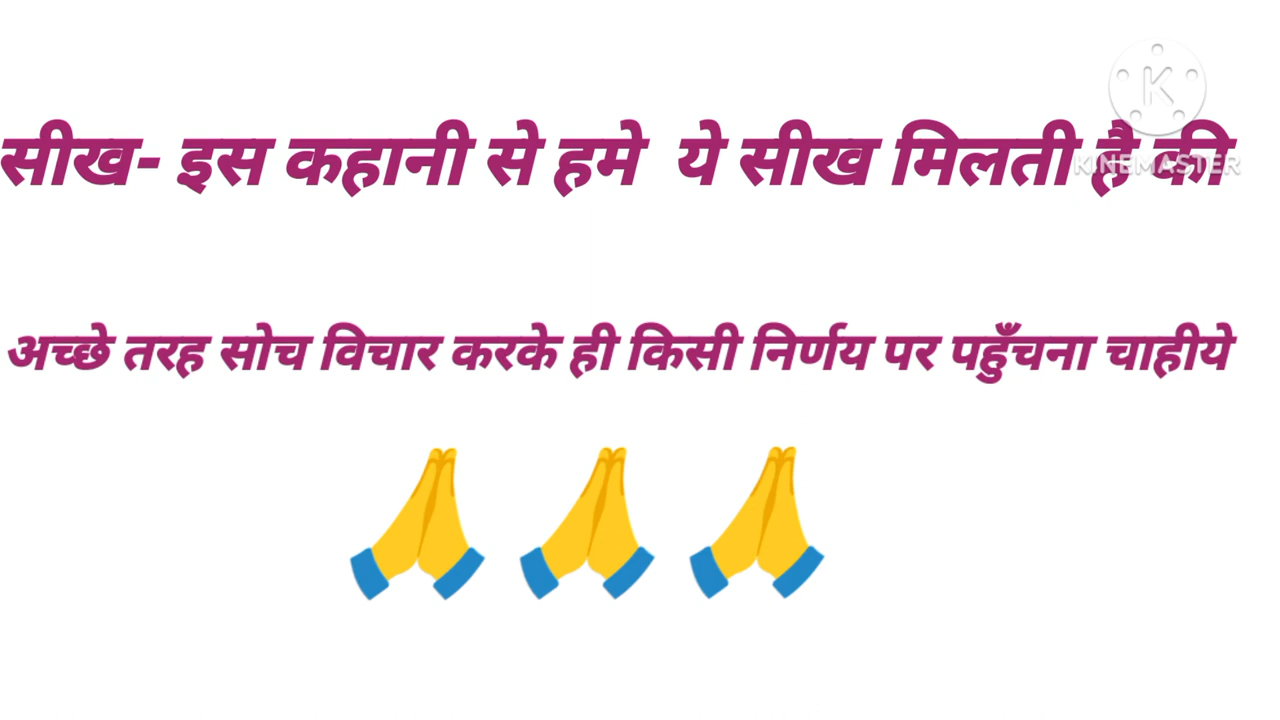 सीख- इस कहानी से हमे ये सीख मिलती है की
KINEMASTER
अच्छे तरह सोच विचार करके ही किसी निर्णय पर पहुँचना चाहीये